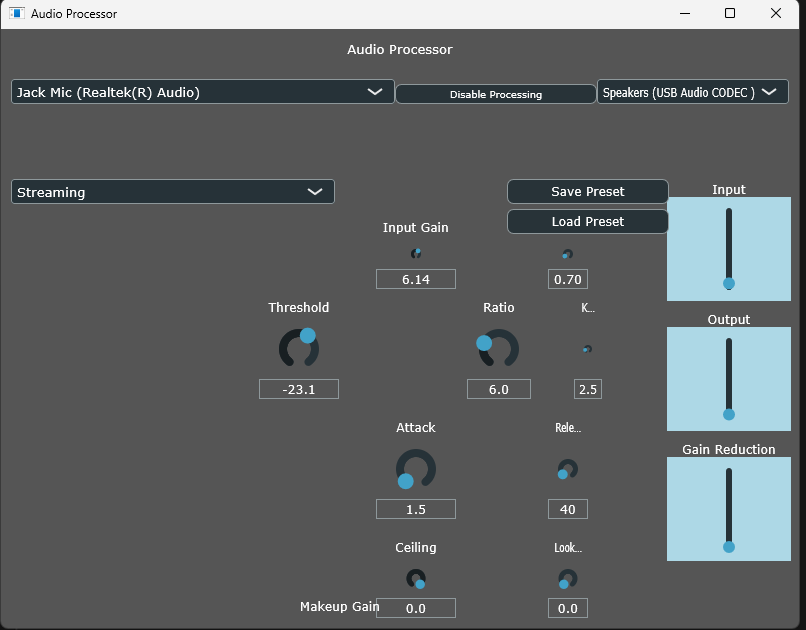 Audio Processor
Audio Processor
Jack Mic (Realtek(R) Audio)
Disable Processing
Speakers (USB Audio CODEC )
Streaming
Save Preset
Load Preset
Input
Input Gain
6.14
0.70
Threshold
Ratio
K...
Output
-23.1
6.0
2.5
Attack
Rele...
Gain Reduction
1.5
40
Ceiling
Look...
Makeup Gain
0.0
0.0